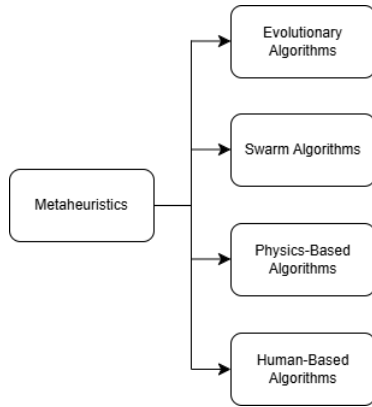 Evolutionary
Algorithms
Swarm Algorithms
Metaheuristics
Physics-Based
Algorithms
Human-Based
Algorithms